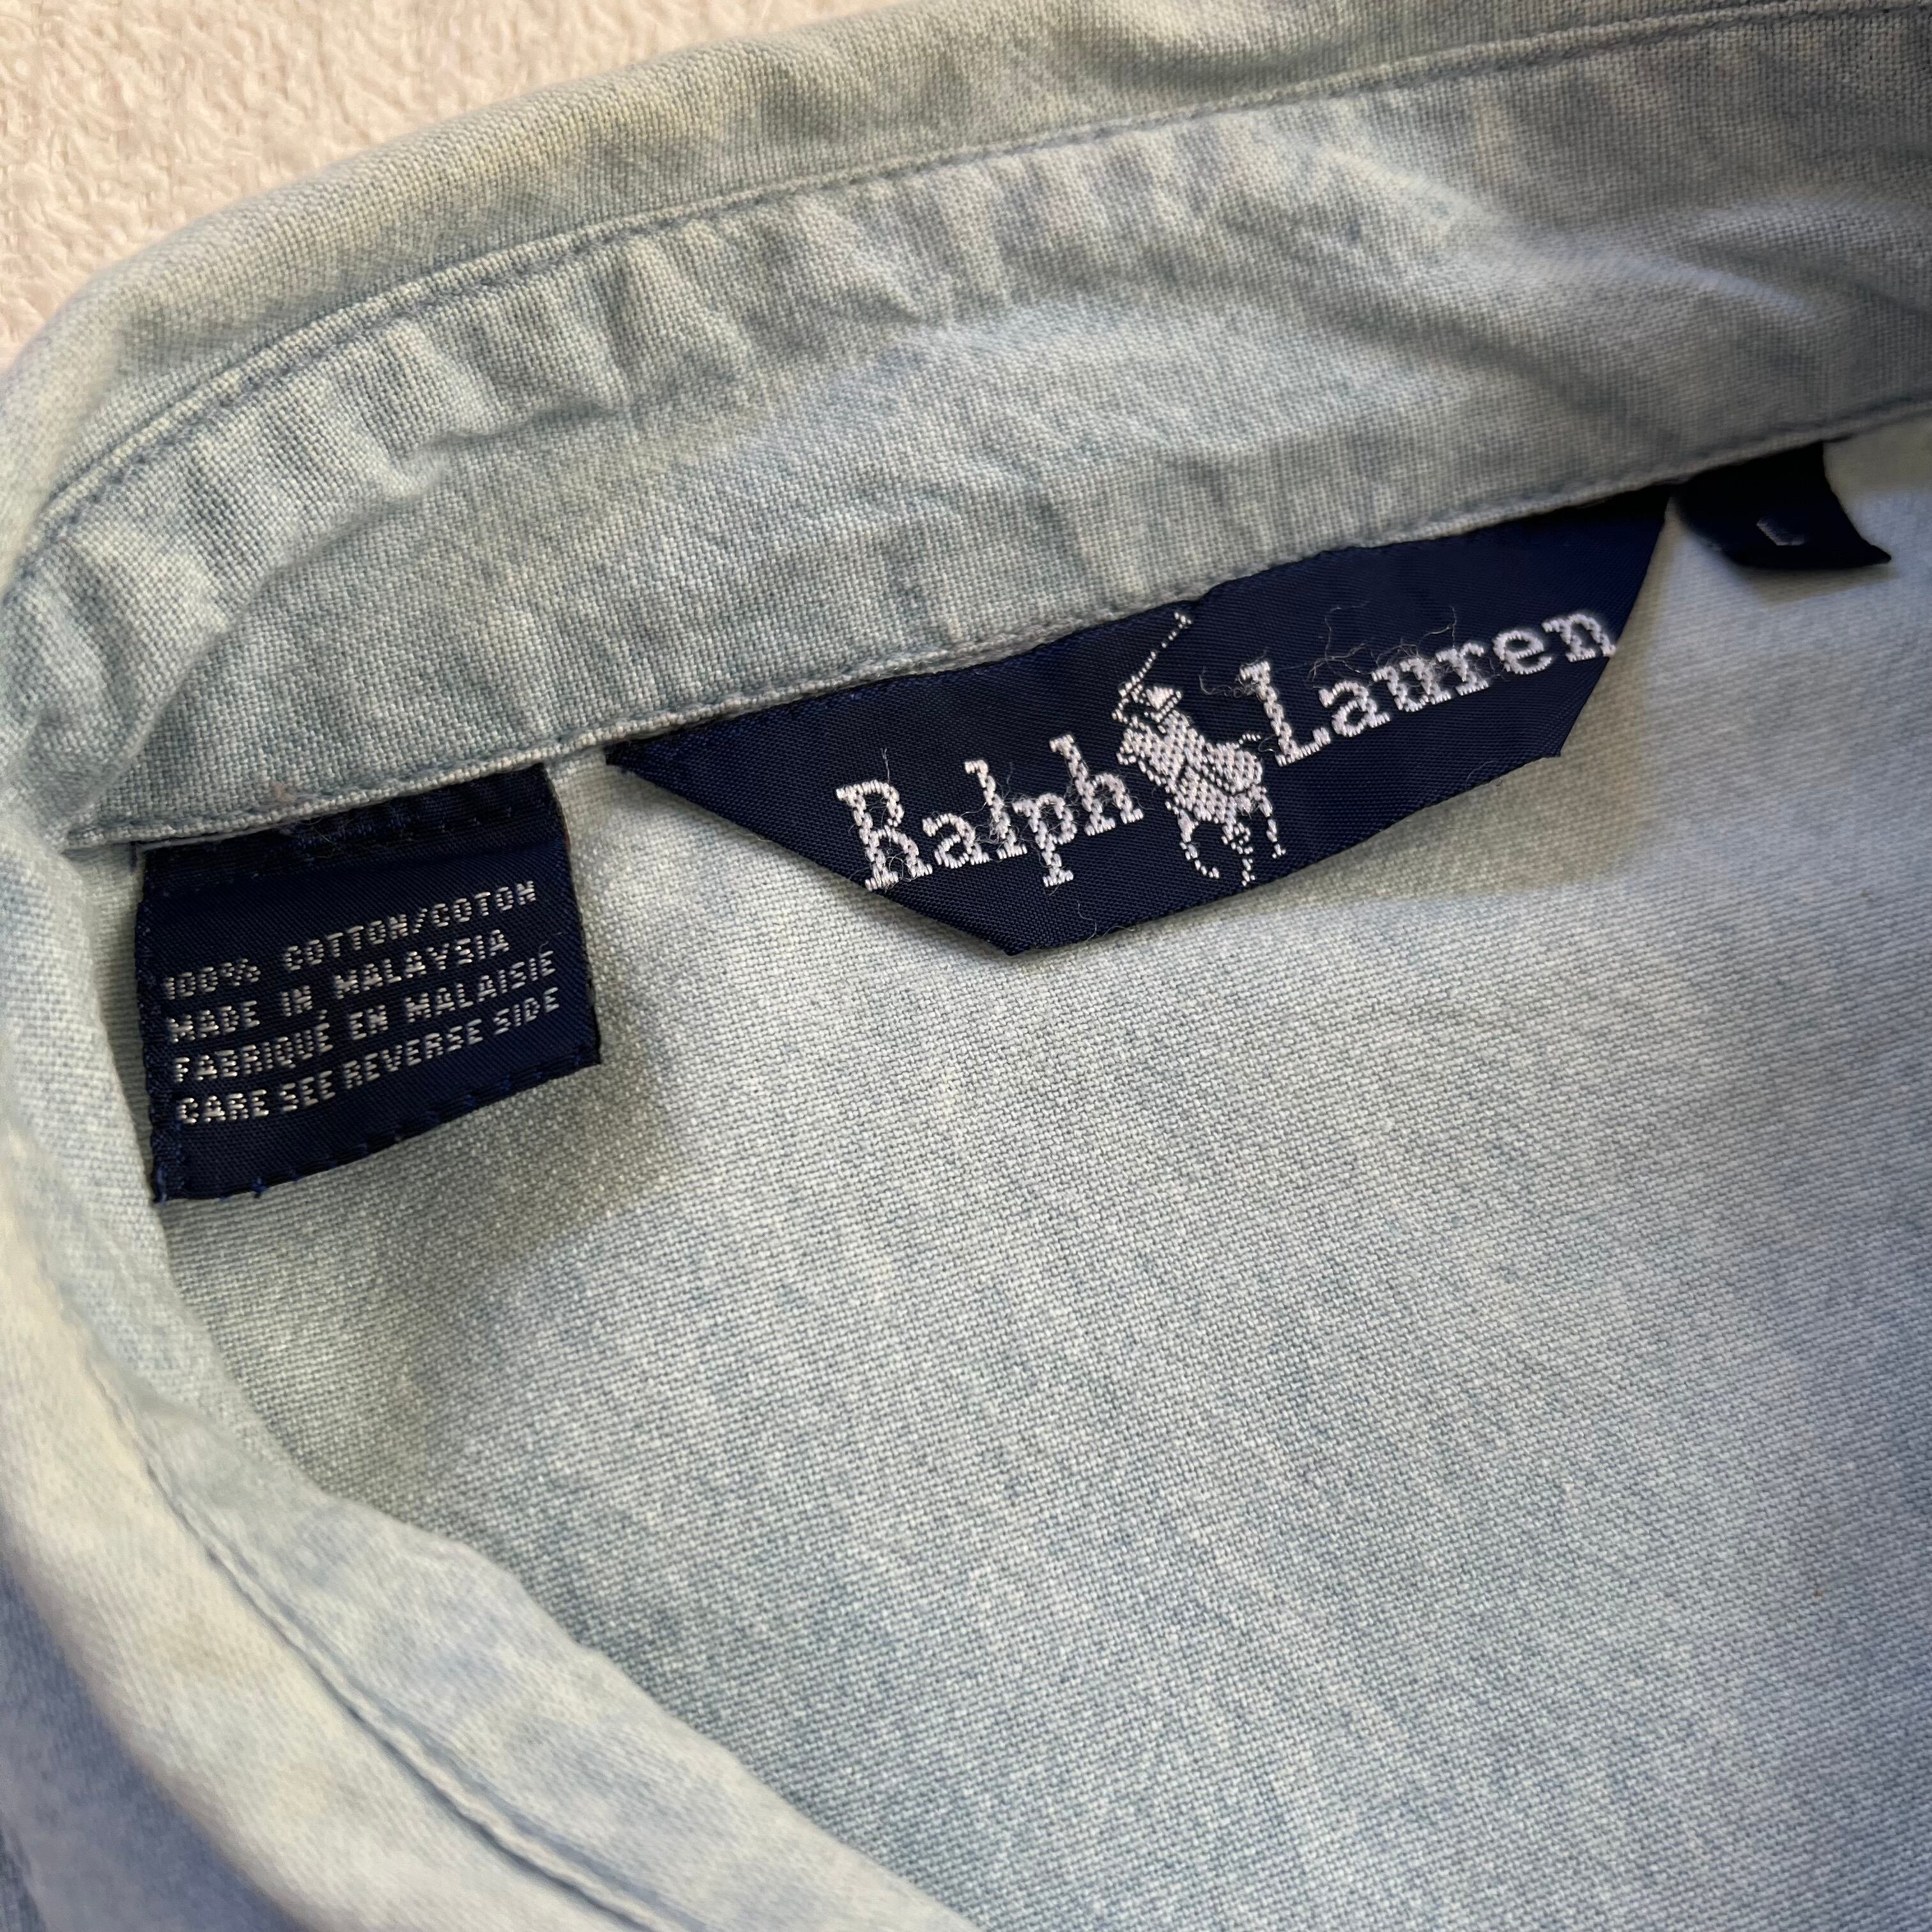 Ralph Lauren
L
100% COTTON/COTON
MADE IN MALAYSIA
FABRIQUÉ EN MALAISIE
CARE SEE REVERSE SIDE